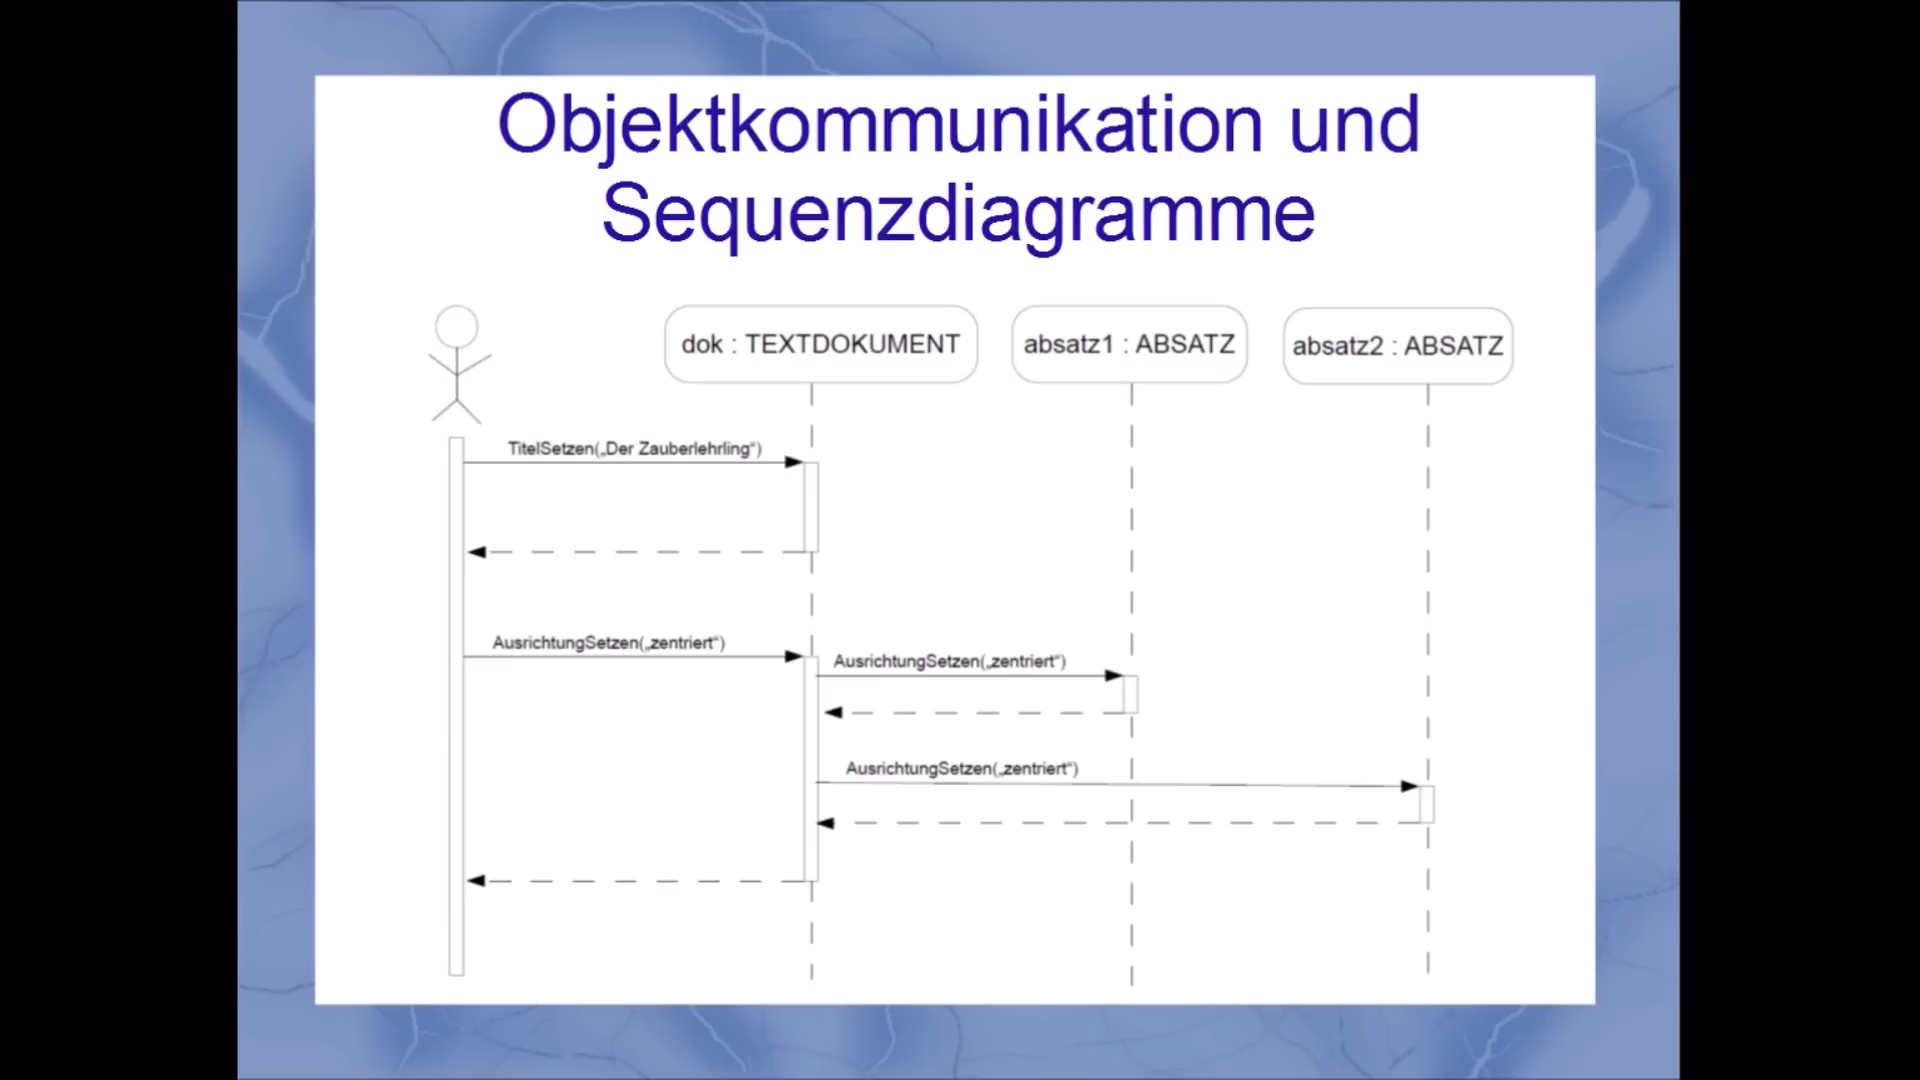 Objektkommunikation und
Sequenzdiagramme
dok : TEXTDOKUMENT
absatz1 : ABSATZ
absatz2 : ABSATZ
TitelSetzen(„Der Zauberlehrling“)
AusrichtungSetzen(„zentriert“)
AusrichtungSetzen(„zentriert“)
AusrichtungSetzen(„zentriert“)